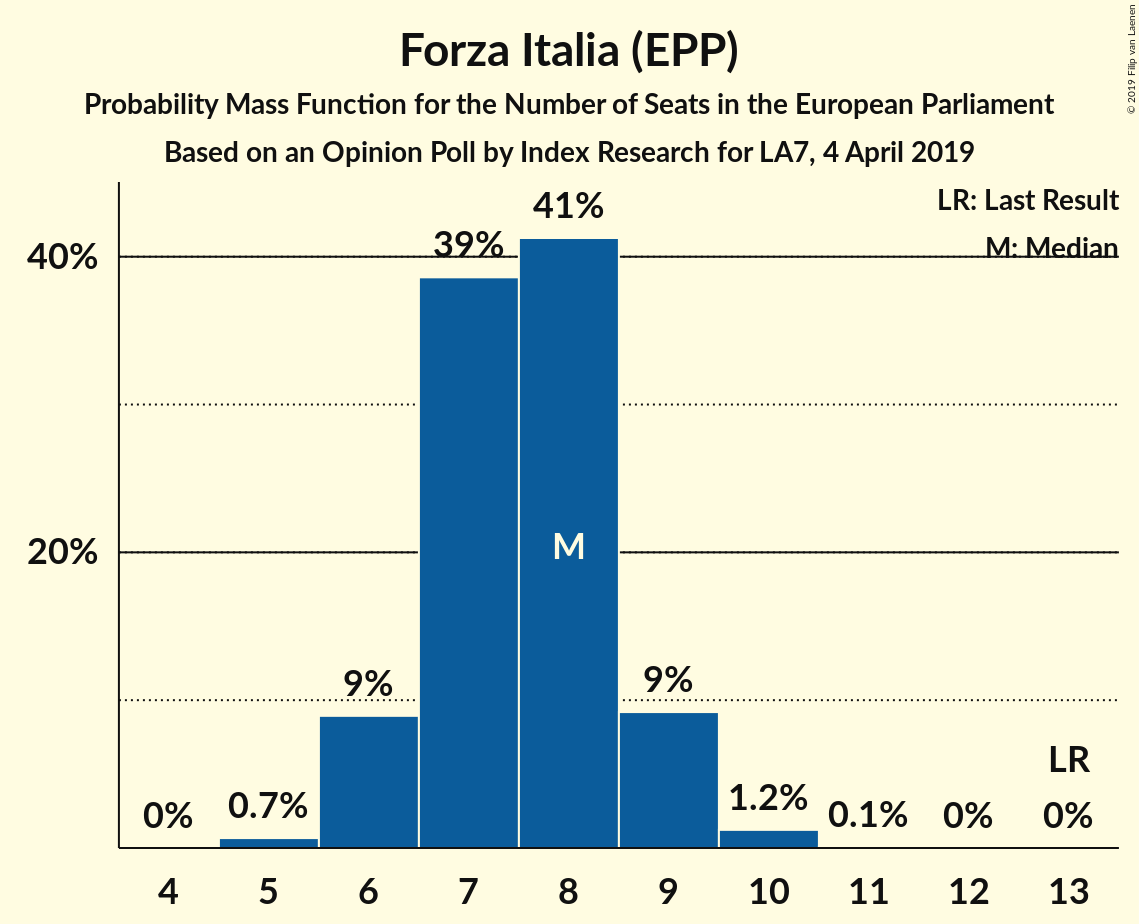 Forza Italia (EPP)
Probability Mass Function for the Number of Seats in the European Parliament
Based on an Opinion Poll by Index Research for LA7, 4 April 2019
© 2019 Filip van Laenen
LR: Last Result
M: Median
40%
20%
0%
0.7%
9%
39%
41%
M
9%
1.2%
0.1%
0%
LR
0%
4 5 6 7 8 9 10 11 12 13